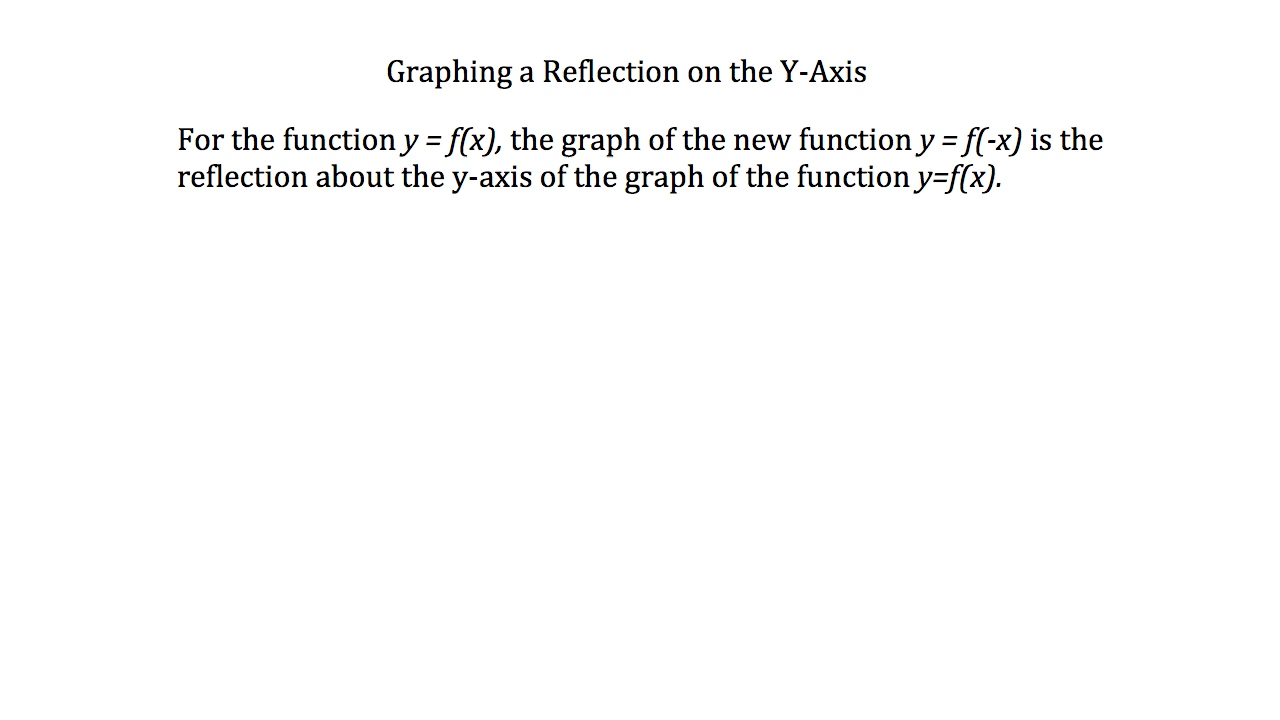 Graphing a Reflection on the Y-Axis
For the function y = f(x), the graph of the new function y = f(-x) is the
reflection about the y-axis of the graph of the function y=f(x).